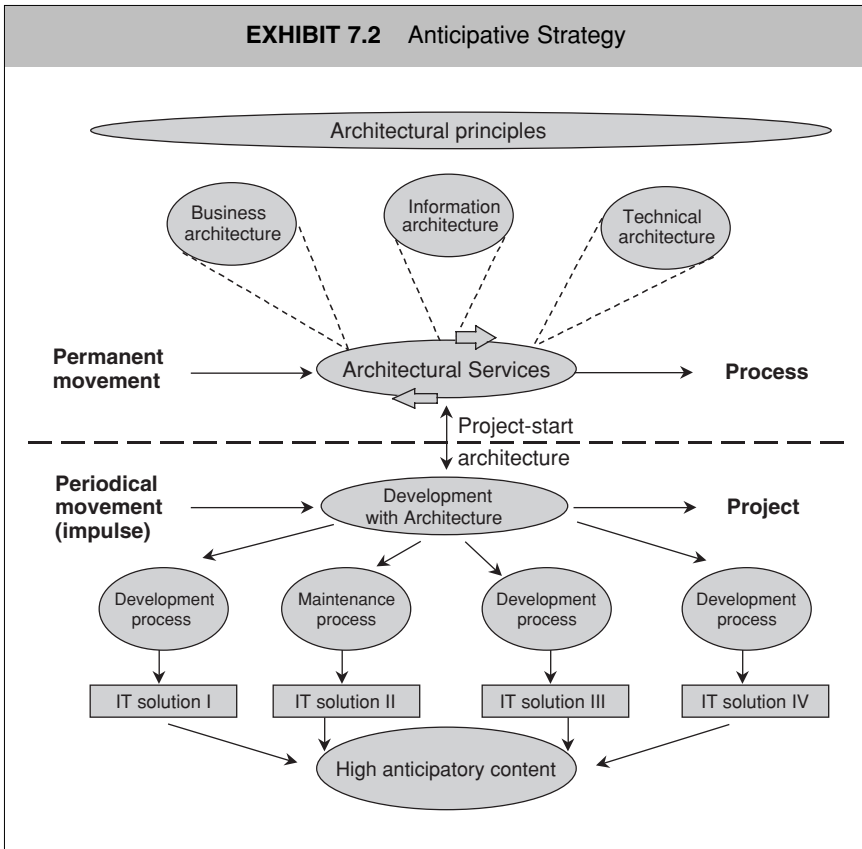 EXHIBIT 7.2 Anticipative Strategy
Architectural principles
Business
architecture
Information
architecture
Technical
architecture
Permanent
movement
Architectural Services
Process
Project-start
architecture
Periodical
movement
(impulse)
Development
with Architecture
Project
Development
process
Maintenance
process
Development
process
Development
process
IT solution I
IT solution II
IT solution III
IT solution IV
High anticipatory content